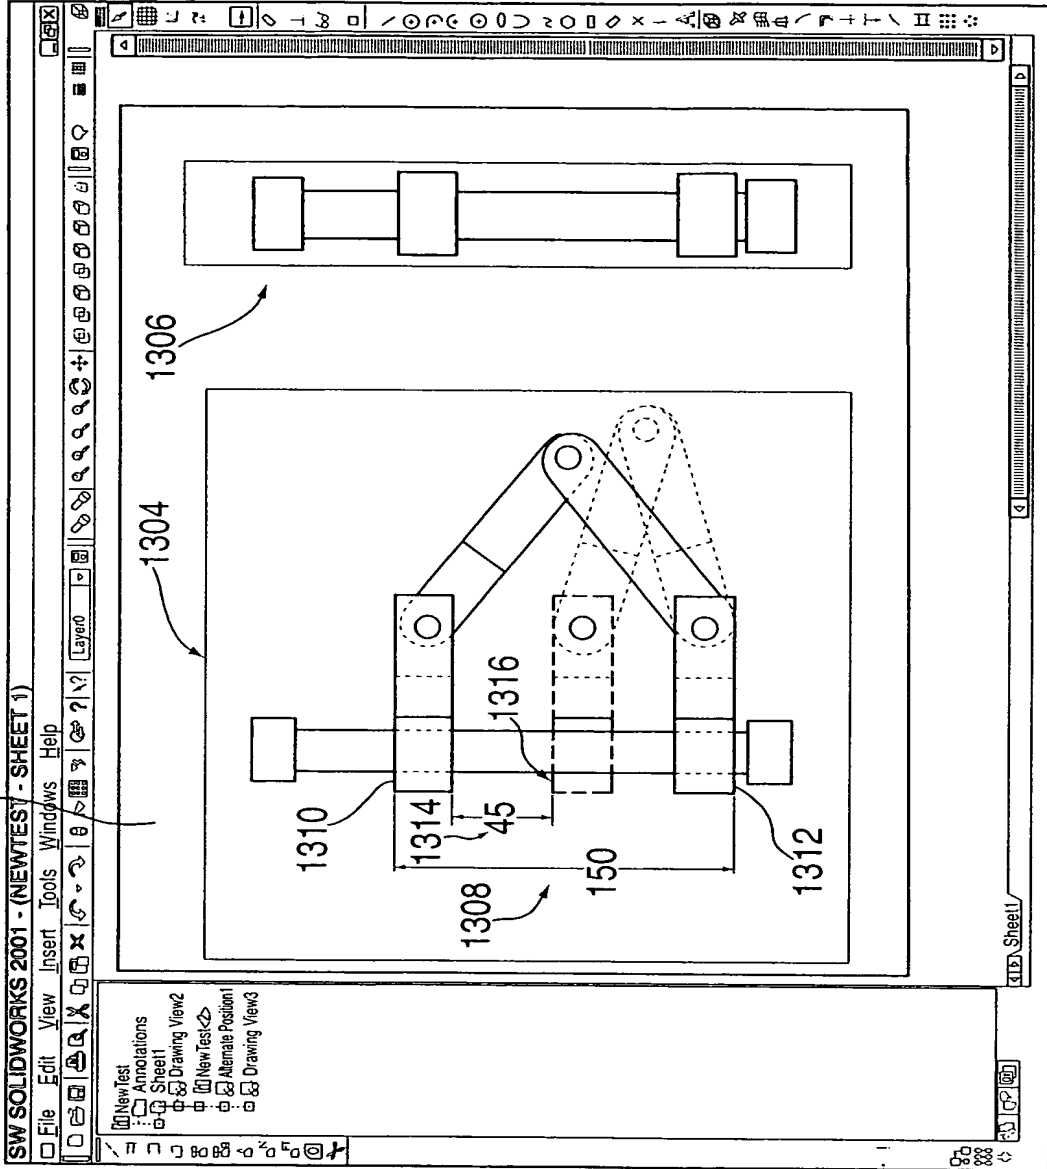 SW SOLIDWORKS 2001 - (NEWTEST - SHEET 1)
File Edit View Insert Tools Windows Help
Layer0
NewTest
Annotations
Sheet1
Drawing View2
NewTest<2>
Alternate Position1
Drawing View3
1304
1306
1310
1314
45
1316
1308
150
1312
Sheet1